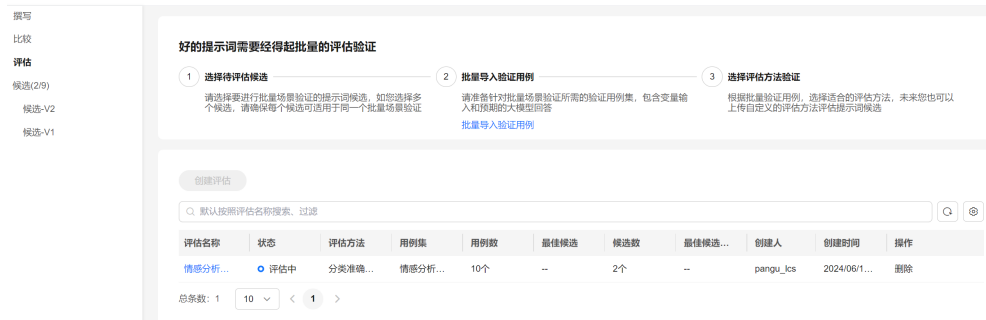 撰写
比较
评估
候选(2/9)
候选-V2
候选-V1
好的提示词需要经得起批量的评估验证
1 选择待评估候选
请选择要进行批量场景验证的提示词候选，如您选择多
个候选，请确保每个候选可适用于同一个批量场景验证
2 批量导入验证用例
请准备针对批量场景验证所需的验证用例集，包含变量输
入和预期的大模型回答
批量导入验证用例
3 选择评估方法验证
根据批量验证用例，选择适合的评估方法，未来您也可以
上传自定义的评估方法评估提示词候选
创建评估
默认按照评估名称搜索、过滤
评估名称 状态 评估方法 用例集 用例数 最佳候选 候选数 最佳候选... 创建人 创建时间 操作
情感分析... 评估中 分类准确... 情感分析... 10个 -- 2个 -- pangu_lcs 2024/06/1... 删除
总条数：1 10 < 1 >